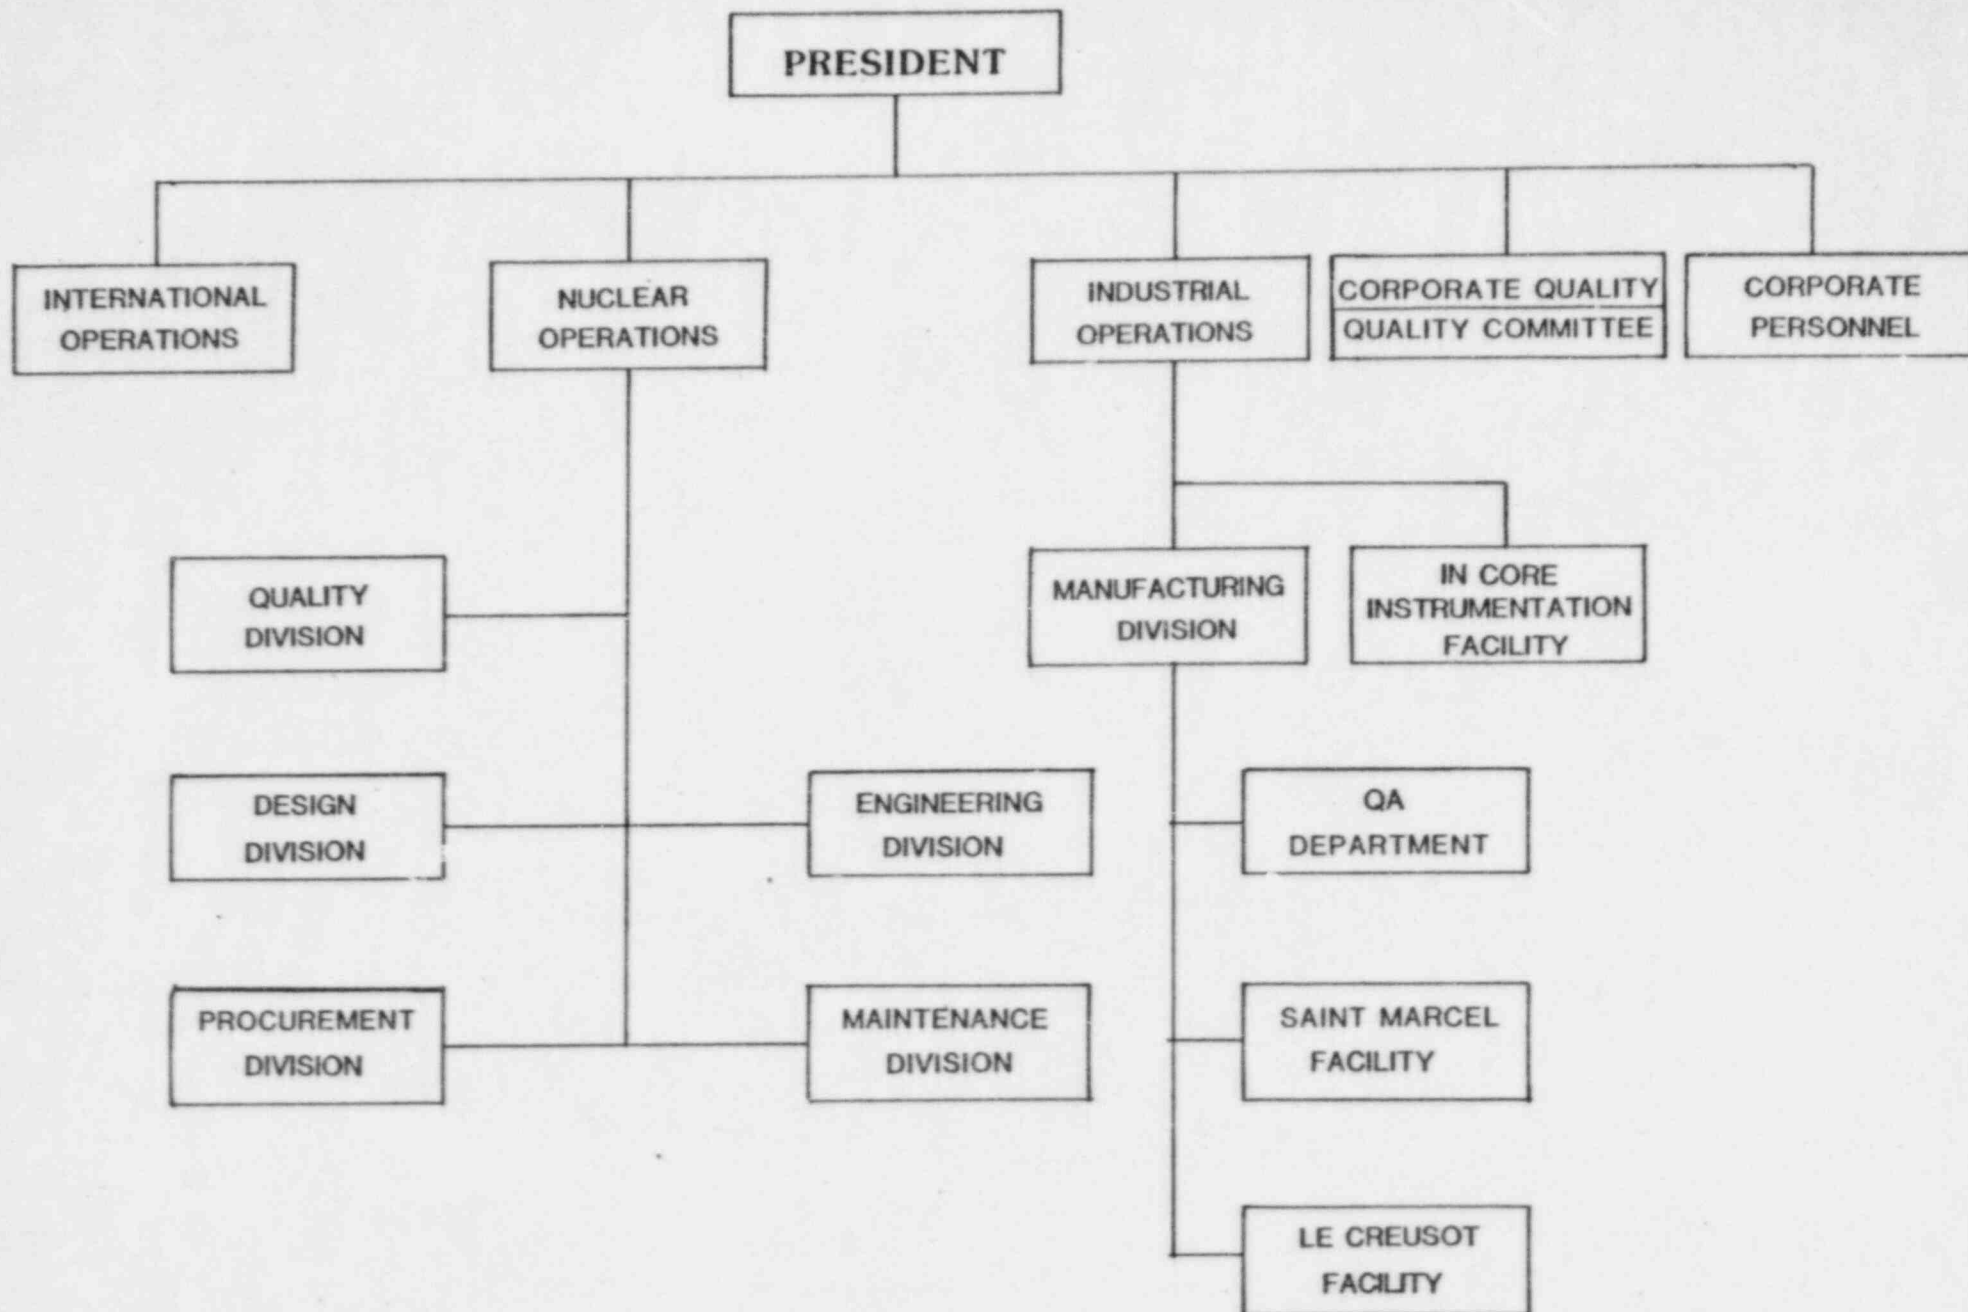 PRESIDENT
INTERNATIONAL
OPERATIONS
NUCLEAR
OPERATIONS
INDUSTRIAL
OPERATIONS
CORPORATE QUALITY
QUALITY COMMITTEE
CORPORATE
PERSONNEL
QUALITY
DIVISION
MANUFACTURING
DIVISION
IN CORE
INSTRUMENTATION
FACILITY
DESIGN
DIVISION
ENGINEERING
DIVISION
QA
DEPARTMENT
PROCUREMENT
DIVISION
MAINTENANCE
DIVISION
SAINT MARCEL
FACILITY
LE CREUSOT
FACILITY